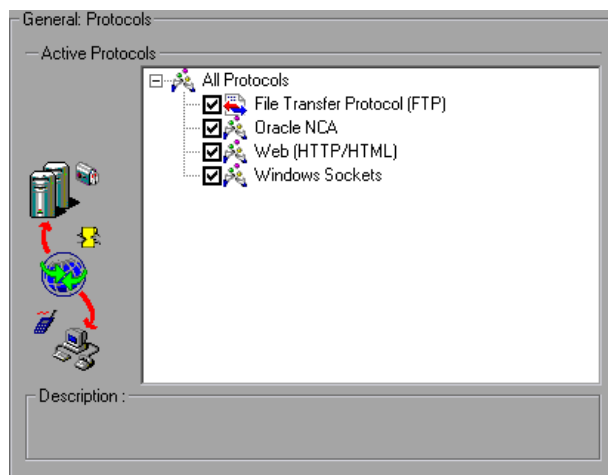 General: Protocols
Active Protocols
All Protocols
File Transfer Protocol (FTP)
Oracle NCA
Web (HTTP/HTML)
Windows Sockets
Description :